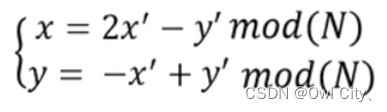 x = 2x′ − y′ mod(N)
y = −x′ + y′ mod(N)
CSDN @Owl City,